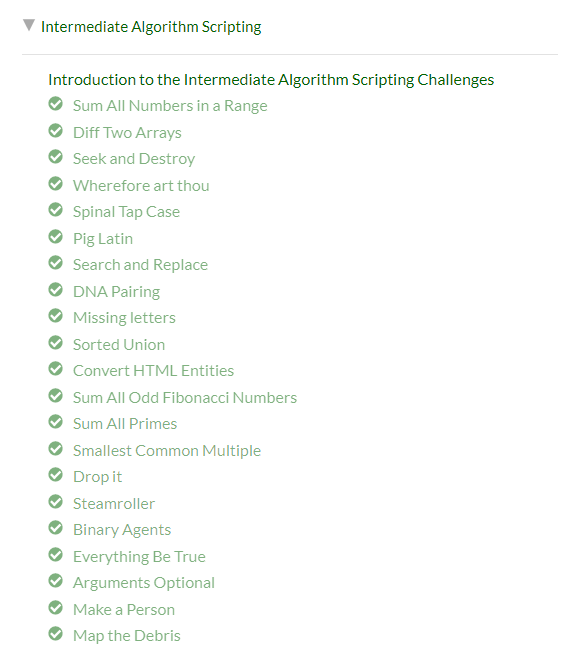 Intermediate Algorithm Scripting
Introduction to the Intermediate Algorithm Scripting Challenges
Sum All Numbers in a Range
Diff Two Arrays
Seek and Destroy
Wherefore art thou
Spinal Tap Case
Pig Latin
Search and Replace
DNA Pairing
Missing letters
Sorted Union
Convert HTML Entities
Sum All Odd Fibonacci Numbers
Sum All Primes
Smallest Common Multiple
Drop it
Steamroller
Binary Agents
Everything Be True
Arguments Optional
Make a Person
Map the Debris